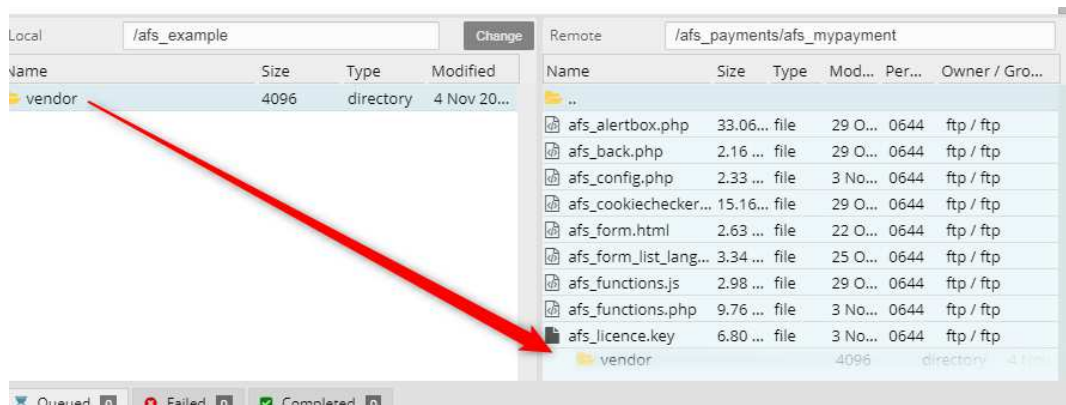 Local /afs_example Change Remote /afs_payments/afs_mypayment
Name Size Type Modified Name Size Type Mod... Per... Owner / Gro...
vendor 4096 directory 4 Nov 20... ..
afs_alertbox.php 33.06... file 29 O... 0644 ftp / ftp
afs_back.php 2.16 ... file 29 O... 0644 ftp / ftp
afs_config.php 2.33 ... file 3 No... 0644 ftp / ftp
afs_cookiechecker... 15.16... file 29 O... 0644 ftp / ftp
afs_form.html 2.63 ... file 22 O... 0644 ftp / ftp
afs_form_list_lang... 3.34 ... file 25 O... 0644 ftp / ftp
afs_functions.js 2.98 ... file 29 O... 0644 ftp / ftp
afs_functions.php 9.76 ... file 3 No... 0644 ftp / ftp
afs_licence.key 6.80 ... file 3 No... 0644 ftp / ftp
vendor 4096 directory
Queued 0 Failed 0 Completed 0